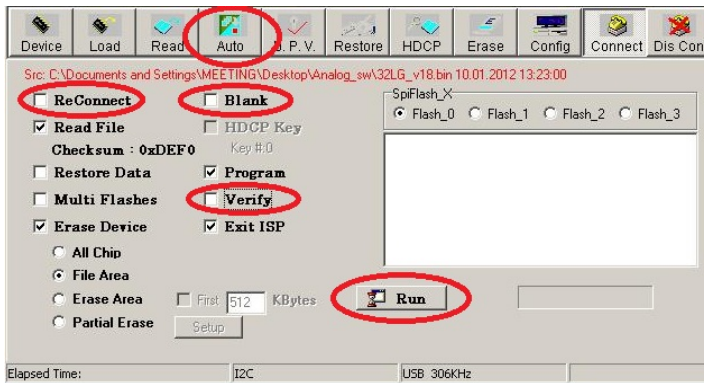 Device Load Read Auto . P. V. Restore HDCP Erase Config Connect Dis Con
Src: C:\Documents and Settings\MEETING\Desktop\Analog_sw\32LG_v18.bin 10.01.2012 13:23:00
ReConnect Blank SpiFlash_X
Flash_0 Flash_1 Flash_2 Flash_3
Read File HDCP Key
Checksum : 0xDEF0 Key #:0
Restore Data Program
Multi Flashes Verify
Erase Device Exit ISP
All Chip
File Area
Erase Area First 512 KBytes Run
Partial Erase Setup
Elapsed Time: I2C USB 306KHz